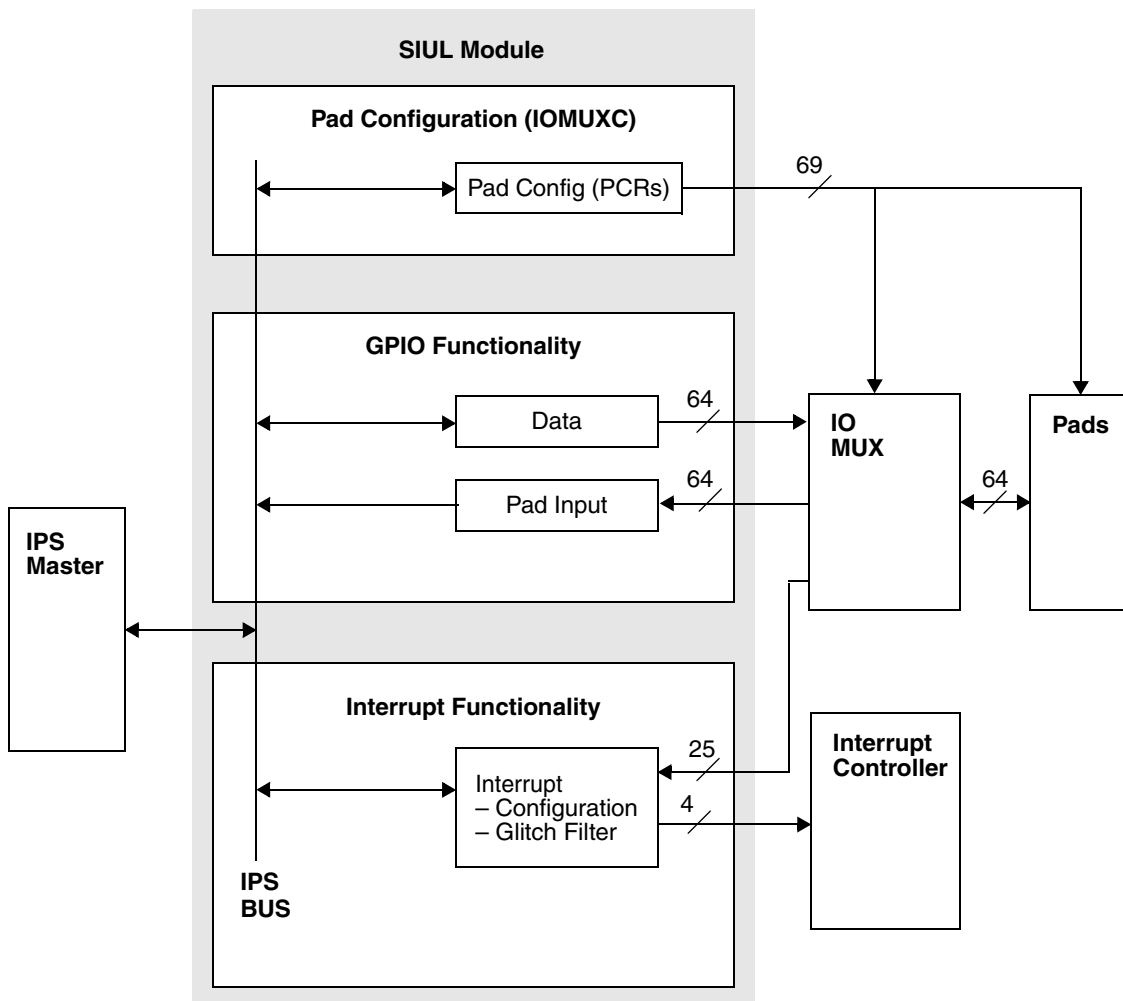 SIUL Module
Pad Configuration (IOMUXC)
Pad Config (PCRs)
69
GPIO Functionality
Data
64
IO
MUX
Pads
Pad Input
64
64
IPS
Master
Interrupt Functionality
Interrupt
– Configuration
– Glitch Filter
25
4
Interrupt
Controller
IPS
BUS